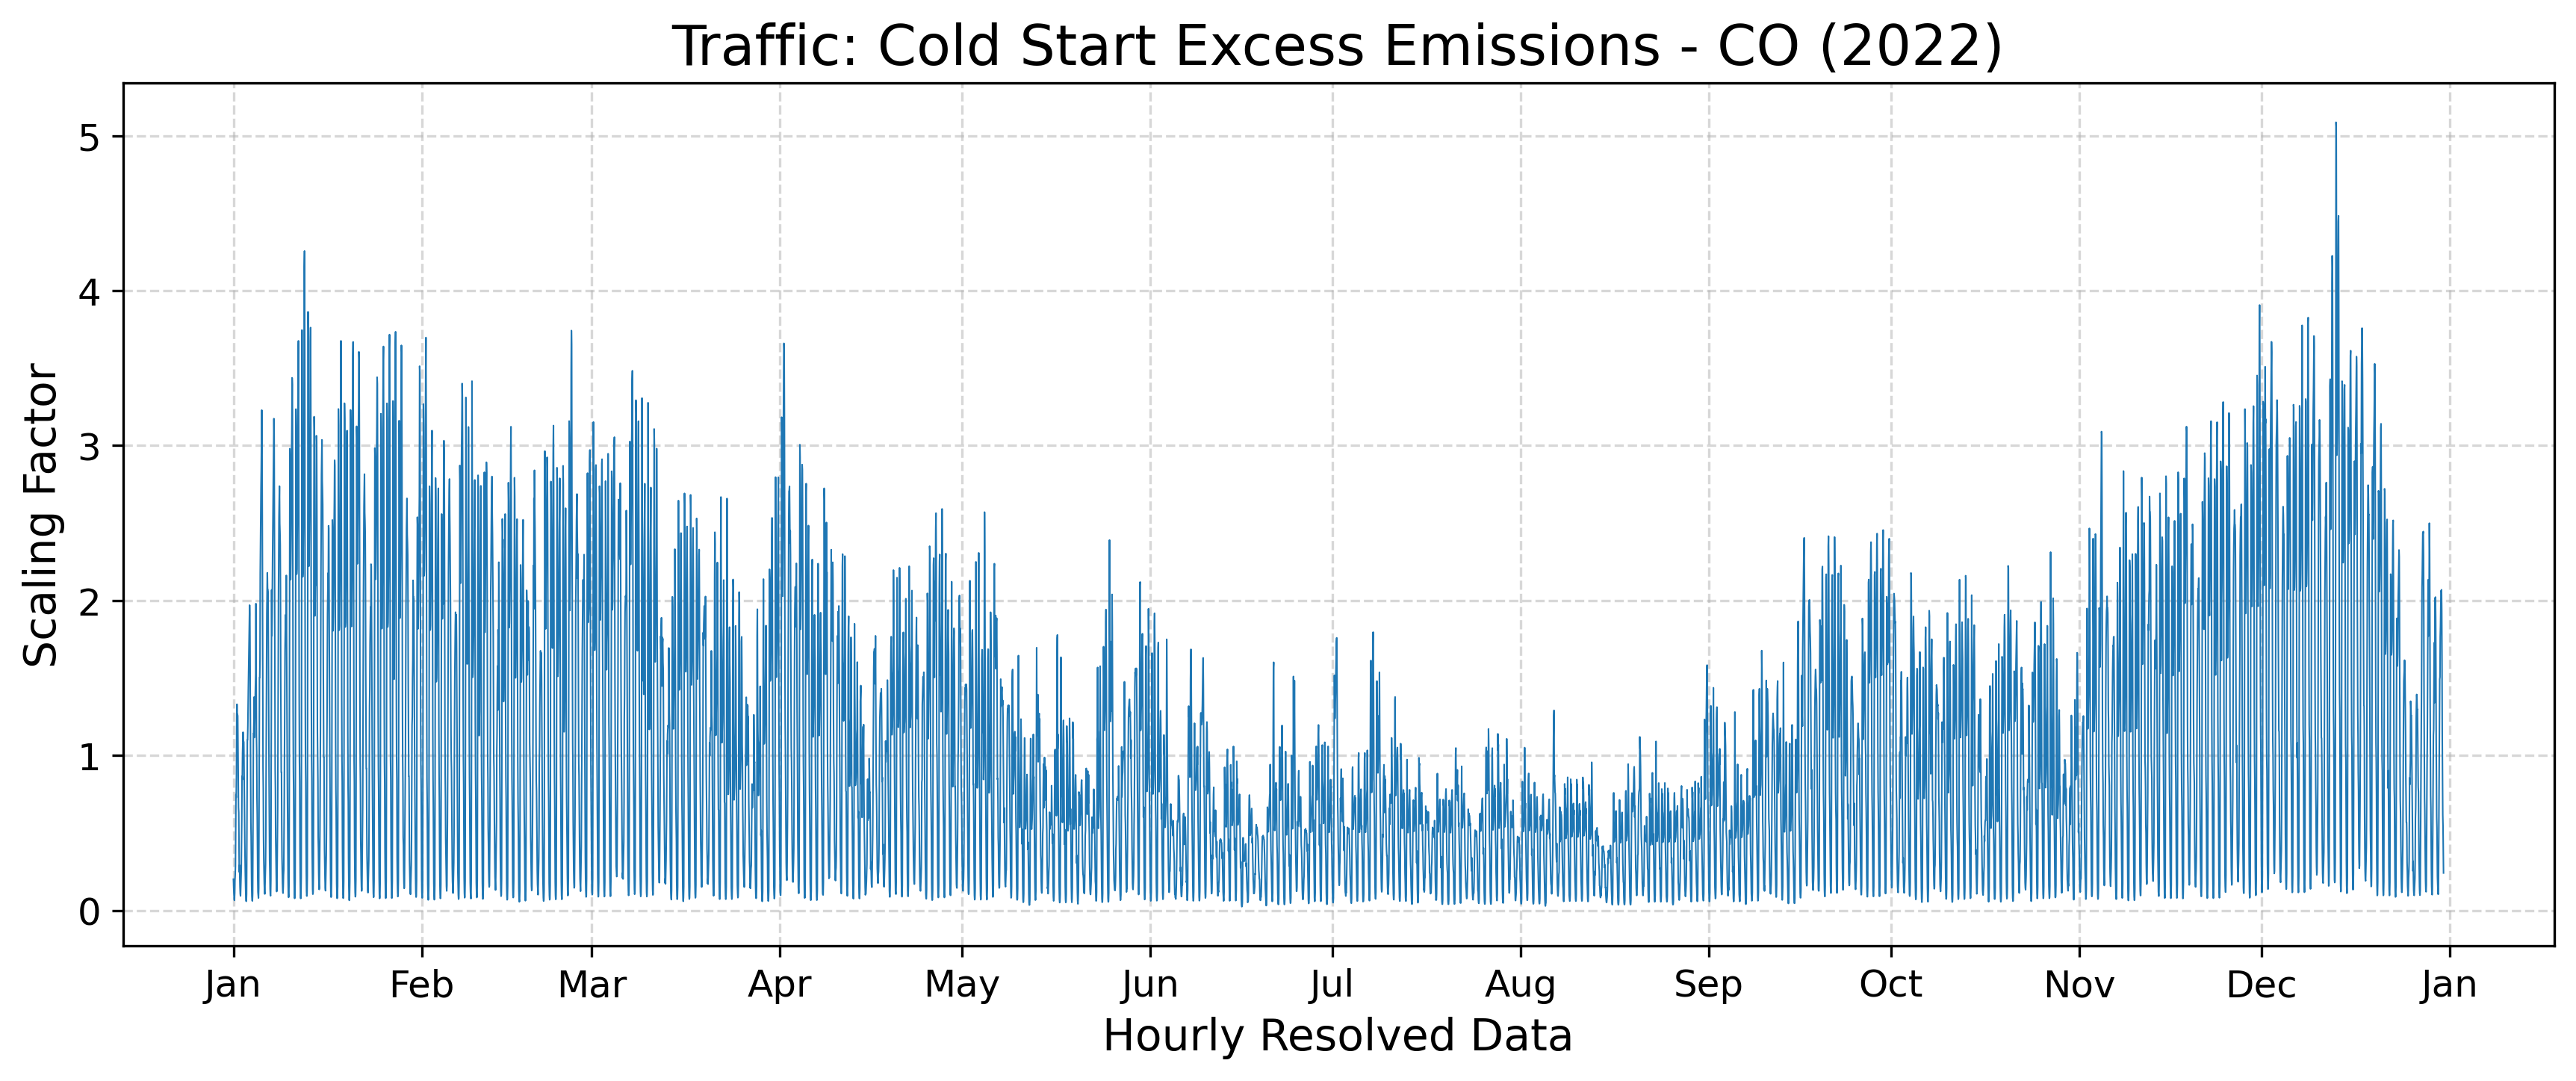 Traffic: Cold Start Excess Emissions - CO (2022)
Scaling Factor
5
4
3
2
1
0
Jan Feb Mar Apr May Jun Jul Aug Sep Oct Nov Dec Jan
Hourly Resolved Data